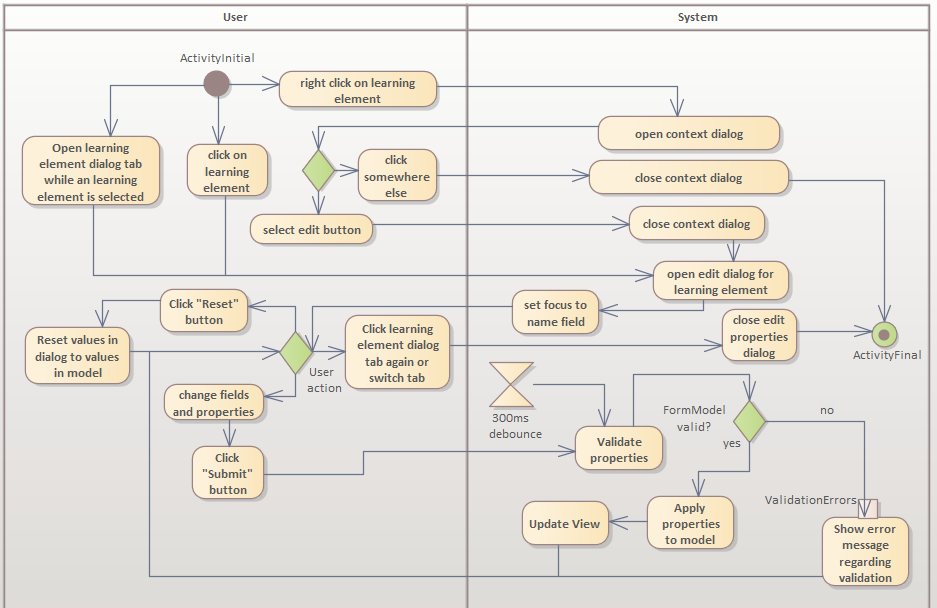 User
System
ActivityInitial
right click on learning
element
open context dialog
Open learning
element dialog tab
while an learning
element is selected
click on
learning
element
click
somewhere
else
close context dialog
select edit button
close context dialog
open edit dialog for
learning element
Click "Reset"
button
set focus to
name field
Reset values in
dialog to values
in model
Click learning
element dialog
tab again or
switch tab
close edit
properties
dialog
ActivityFinal
User
action
change fields
and properties
300ms
debounce
FormModel
valid?
no
yes
Validate
properties
Click
"Submit"
button
ValidationErrors
Apply
properties
to model
Update View
Show error
message
regarding
validation